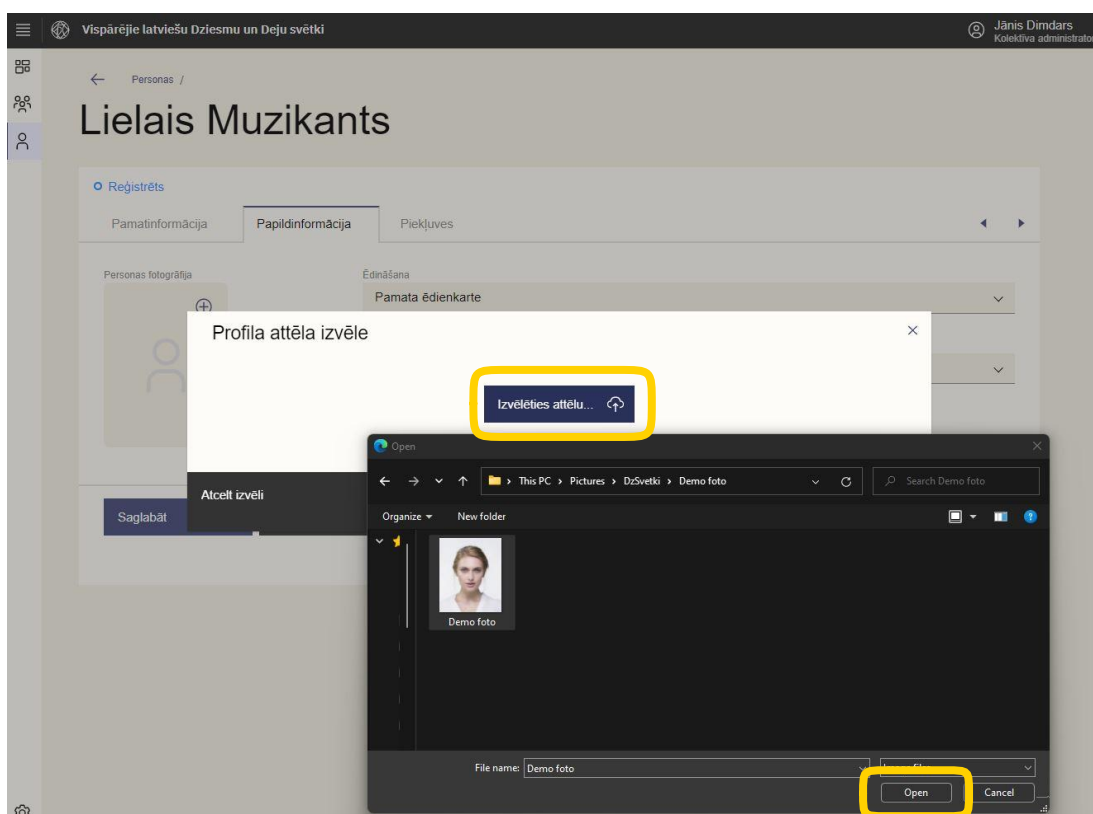 Vispārējie latviešu Dziesmu un Deju svētki
Jānis Dimdars
Kolektīva administrator
Personas /
Lielais Muzikants
Reģistrēts
Pamatinformācija Papildinformācija Piekļuves
Personas fotogrāfija
Ēdināšana
Pamata ēdienkarte
Profila attēla izvēle
Izvēlēties attēlu...
Atcelt izvēli
Saglabāt
Open
This PC > Pictures > DzSvetki > Demo foto
Search Demo foto
Organize New folder
Demo foto
File name: Demo foto
Open Cancel